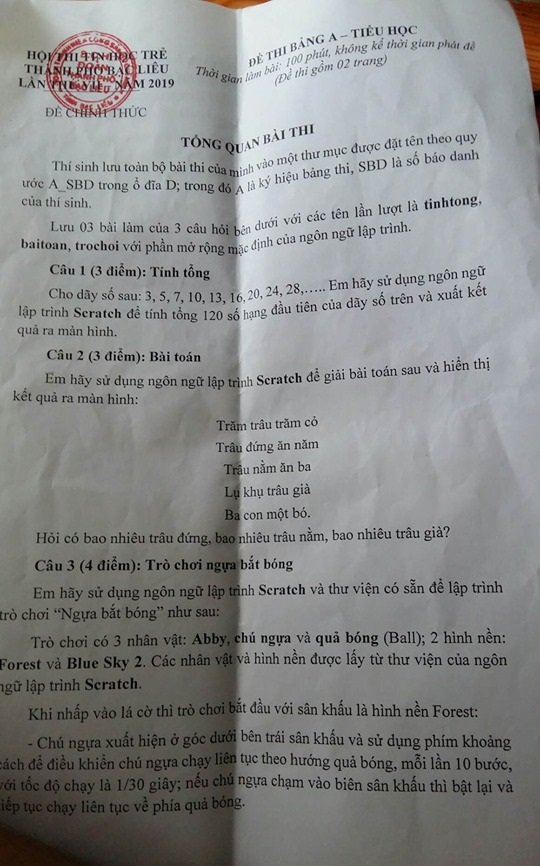 HỘI THI TIN HỌC TRẺ
THÀNH PHỐ BẠC LIÊU
LẦN THỨ VII - NĂM 2019
ĐỀ CHÍNH THỨC
ĐỀ THI BẢNG A – TIỂU HỌC
Thời gian làm bài: 100 phút, không kể thời gian phát đề
(Đề thi gồm 02 trang)
TỔNG QUAN BÀI THI
Thí sinh lưu toàn bộ bài thi của mình vào một thư mục được đặt tên theo quy
ước A_SBD trong ổ đĩa D; trong đó A là ký hiệu bảng thi, SBD là số báo danh
của thí sinh.
Lưu 03 bài làm của 3 câu hỏi bên dưới với các tên lần lượt là tinhtong,
baitoan, trochoi với phần mở rộng mặc định của ngôn ngữ lập trình.
Câu 1 (3 điểm): Tính tổng
Cho dãy số sau: 3, 5, 7, 10, 13, 16, 20, 24, 28,…. Em hãy sử dụng ngôn ngữ
lập trình Scratch để tính tổng 120 số hạng đầu tiên của dãy số trên và xuất kết
quả ra màn hình.
Câu 2 (3 điểm): Bài toán
Em hãy sử dụng ngôn ngữ lập trình Scratch để giải bài toán sau và hiển thị
kết quả ra màn hình:
Trăm trâu trăm cỏ
Trâu đứng ăn năm
Trâu nằm ăn ba
Lụ khụ trâu già
Ba con một bó.
Hỏi có bao nhiêu trâu đứng, bao nhiêu trâu nằm, bao nhiêu trâu già?
Câu 3 (4 điểm): Trò chơi ngựa bắt bóng
Em hãy sử dụng ngôn ngữ lập trình Scratch và thư viện có sẵn để lập trình
trò chơi “Ngựa bắt bóng” như sau:
Trò chơi có 3 nhân vật: Abby, chú ngựa và quả bóng (Ball); 2 hình nền:
Forest và Blue Sky 2. Các nhân vật và hình nền được lấy từ thư viện của ngôn
ngữ lập trình Scratch.
Khi nhấp vào lá cờ thì trò chơi bắt đầu với sân khấu là hình nền Forest:
- Chú ngựa xuất hiện ở góc dưới bên trái sân khấu và sử dụng phím khoảng
cách để điều khiển chú ngựa chạy liên tục theo hướng quả bóng, mỗi lần 10 bước,
với tốc độ chạy là 1/30 giây; nếu chú ngựa chạm vào biên sân khấu thì bật lại và
tiếp tục chạy liên tục về phía quả bóng.